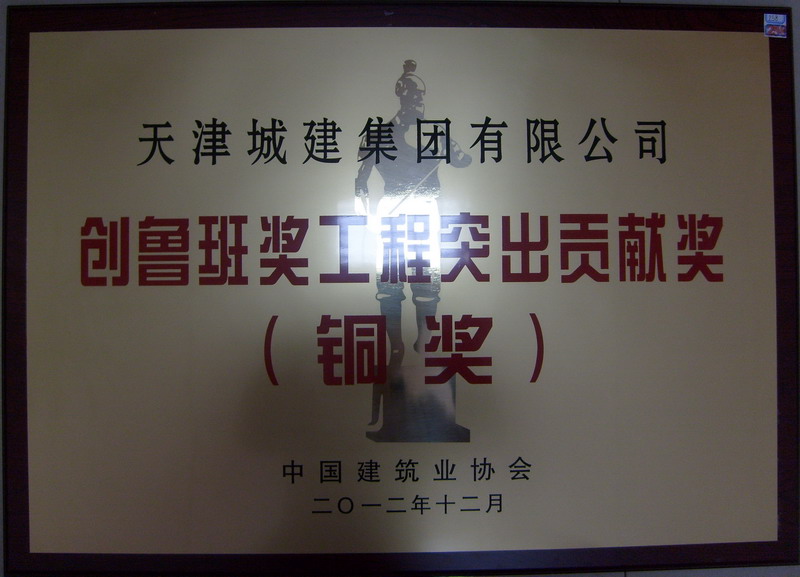 天津城建集团有限公司
创鲁班奖工程突出贡献奖
（铜奖）
中国建筑业协会
二〇一二年十二月